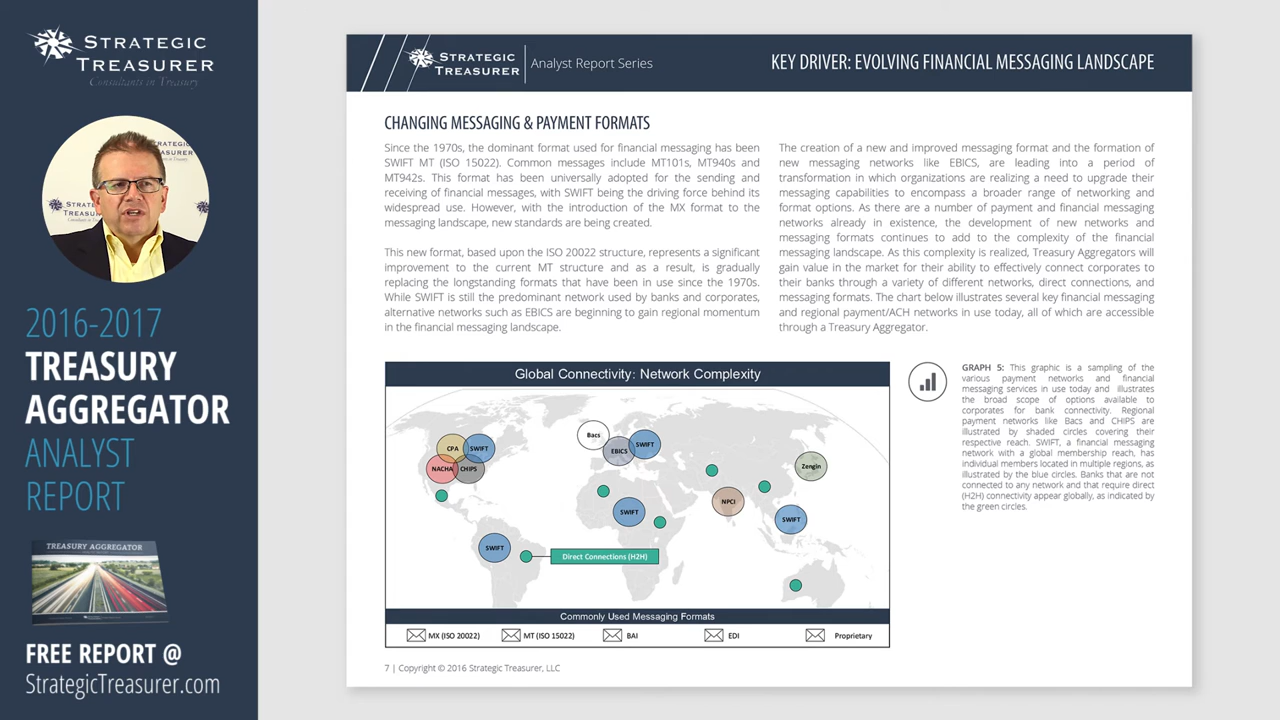 STRATEGIC
TREASURER
Consultants in Treasury
2016-2017
TREASURY
AGGREGATOR
ANALYST
REPORT
TREASURY AGGREGATOR
FREE REPORT @
StrategicTreasurer.com
STRATEGIC
TREASURER
Analyst Report Series
KEY DRIVER: EVOLVING FINANCIAL MESSAGING LANDSCAPE
CHANGING MESSAGING & PAYMENT FORMATS
Since the 1970s, the dominant format used for financial messaging has been
SWIFT MT (ISO 15022). Common messages include MT101s, MT940s and
MT942s. This format has been universally adopted for the sending and
receiving of financial messages, with SWIFT being the driving force behind its
widespread use. However, with the introduction of the MX format to the
messaging landscape, new standards are being created.
This new format, based upon the ISO 20022 structure, represents a significant
improvement to the current MT structure and as a result, is gradually
replacing the longstanding formats that have been in use since the 1970s.
While SWIFT is still the predominant network used by banks and corporates,
alternative networks such as EBICS are beginning to gain regional momentum
in the financial messaging landscape.
The creation of a new and improved messaging format and the formation of
new messaging networks like EBICS, are leading into a period of
transformation in which organizations are realizing a need to upgrade their
messaging capabilities to encompass a broader range of networking and
format options. As there are a number of payment and financial messaging
networks already in existence, the development of new networks and
messaging formats continues to add to the complexity of the financial
messaging landscape. As this complexity is realized, Treasury Aggregators will
gain value in the market for their ability to effectively connect corporates to
their banks through a variety of different networks, direct connections, and
messaging formats. The chart below illustrates several key financial messaging
and regional payment/ACH networks in use today, all of which are accessible
through a Treasury Aggregator.
Global Connectivity: Network Complexity
CPA
SWIFT
NACHA
CHIPS
Bacs
EBICS
SWIFT
Zengin
NPCI
SWIFT
SWIFT
SWIFT
Direct Connections (H2H)
Commonly Used Messaging Formats
MX (ISO 20022)
MT (ISO 15022)
BAI
EDI
Proprietary
GRAPH 5: This graphic is a sampling of the
various payment networks and financial
messaging services in use today and illustrates
the broad scope of options available to
corporates for bank connectivity. Regional
payment networks like Bacs and CHIPS are
illustrated by shaded circles covering their
respective reach. SWIFT, a financial messaging
network with a global membership reach, has
individual members located in multiple regions, as
illustrated by the blue circles. Banks that are not
connected to any network and that require direct
(H2H) connectivity appear globally, as indicated by
the green circles.
7 | Copyright © 2016 Strategic Treasurer, LLC